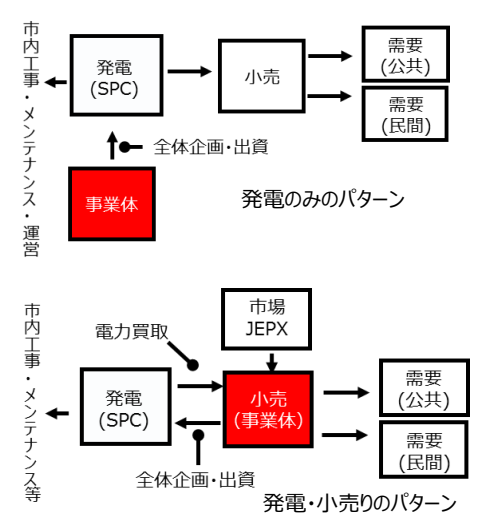 市内工事・メンテナンス・運営
発電
(SPC)
小売
需要
(公共)
需要
(民間)
全体企画・出資
事業体
発電のみのパターン
市内工事・メンテナンス等
市場
JEPX
電力買取
発電
(SPC)
小売
(事業体)
需要
(公共)
需要
(民間)
全体企画・出資
発電・小売りのパターン